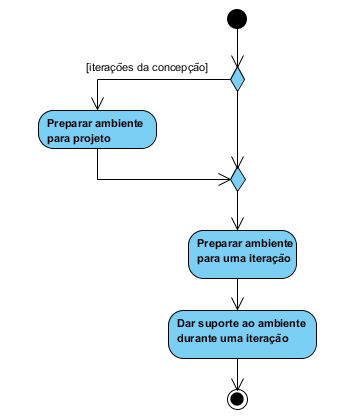 [iterações da concepção]
Preparar ambiente
para projeto
Preparar ambiente
para uma iteração
Dar suporte ao ambiente
durante uma iteração